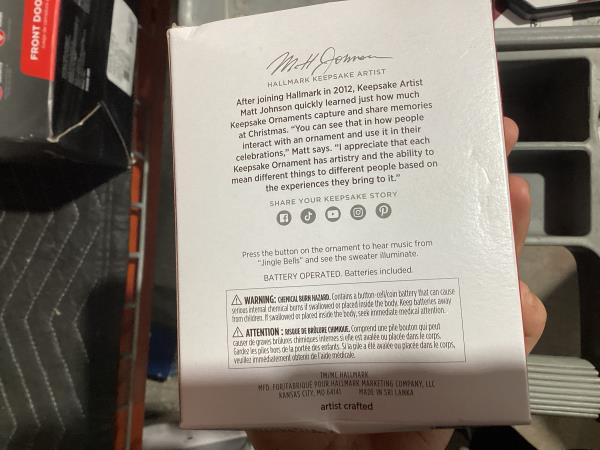 FRONT DOO
Matt Johnson
HALLMARK KEEPSAKE ARTIST
After joining Hallmark in 2012, Keepsake Artist
Matt Johnson quickly learned just how much
Keepsake Ornaments capture and share memories
at Christmas. “You can see that in how people
interact with an ornament and use it in their
celebrations,” Matt says. “I appreciate that each
Keepsake Ornament has artistry and the ability to
mean different things to different people based on
the experiences they bring to it.”
SHARE YOUR KEEPSAKE STORY
Press the button on the ornament to hear music from
“Jingle Bells” and see the sweater illuminate.
BATTERY OPERATED. Batteries included.
WARNING: CHEMICAL BURN HAZARD. Contains a button-cell/coin battery that can cause
serious internal chemical burns if swallowed or placed inside the body. Keep batteries away
from children. If swallowed or placed inside the body, seek immediate medical attention.
ATTENTION : RISQUE DE BRÛLURE CHIMIQUE. Comprend une pile bouton qui peut
causer de graves brûlures chimiques internes si elle est avalée ou placée dans le corps.
Gardez les piles hors de la portée des enfants. Si la pile a été avalée ou placée dans le corps,
veuillez immédiatement obtenir de l'aide médicale.
TM/MC HALLMARK
MFD. FOR/FABRIQUÉ POUR HALLMARK MARKETING COMPANY, LLC
KANSAS CITY, MO 64141 MADE IN SRI LANKA
artist crafted